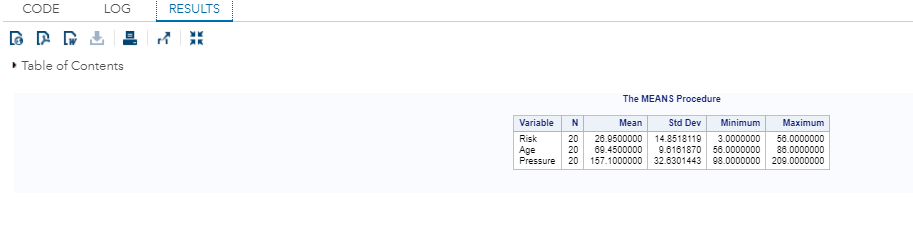 CODE LOG RESULTS
Table of Contents
The MEANS Procedure
Variable N Mean Std Dev Minimum Maximum
Risk 20 26.9500000 14.8518119 3.0000000 56.0000000
Age 20 69.4500000 9.6161870 56.0000000 86.0000000
Pressure 20 157.1000000 32.6301443 98.0000000 209.0000000